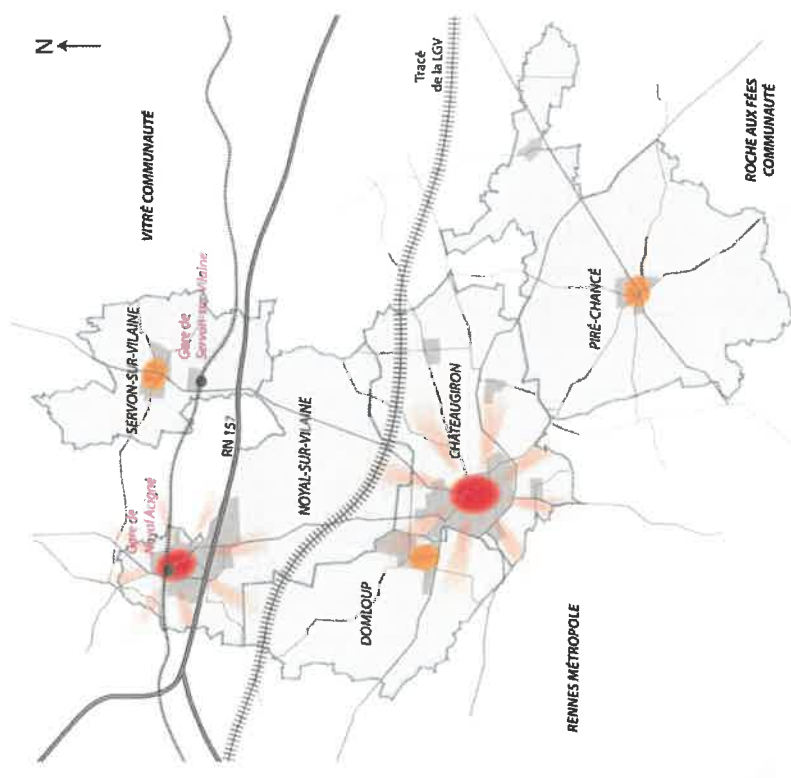 N
VITRÉ COMMUNAUTÉ
Tracé
de la LGV
ROCHE AUX FÉES
COMMUNAUTÉ
SERVON-SUR-VILAINE
Gare de
Servon-sur-Vilaine
RN 157
NOYAL-SUR-VILAINE
Gare de
Noyal Acigné
CHÂTEAUGIRON
PIRÉ-CHANCÉ
DOMLOUP
RENNES MÉTROPOLE